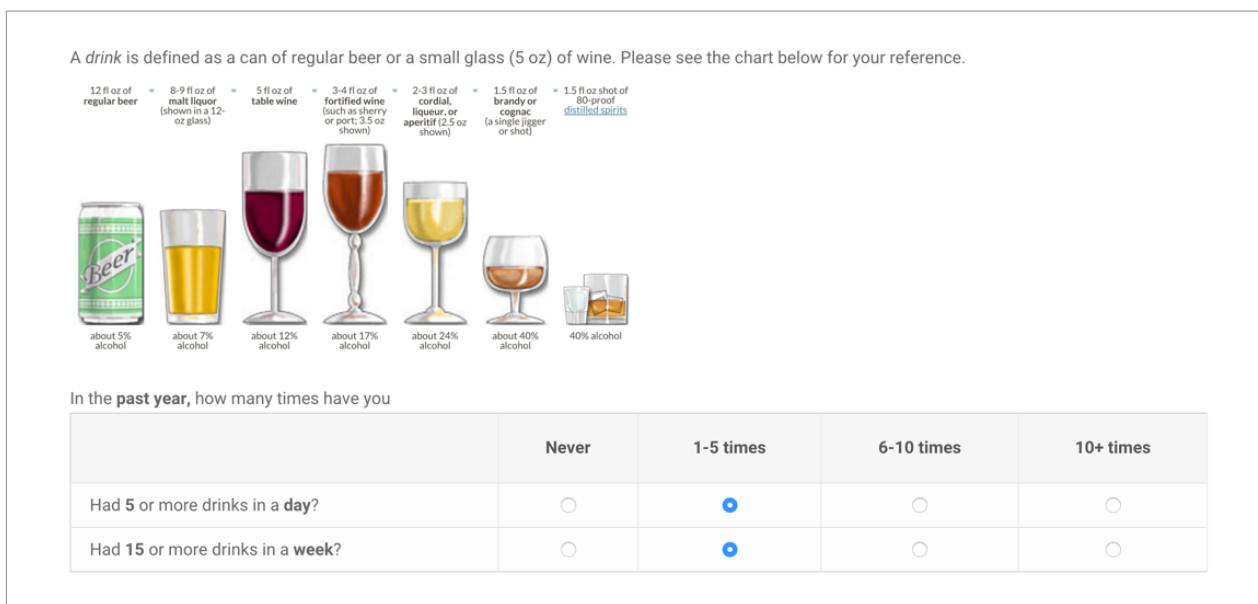 A drink is defined as a can of regular beer or a small glass (5 oz) of wine. Please see the chart below for your reference.
12 fl oz of
regular beer
=
8-9 fl oz of
malt liquor
(shown in a 12-
oz glass)
=
5 fl oz of
table wine
=
3-4 fl oz of
fortified wine
(such as sherry
or port; 3.5 oz
shown)
=
2-3 fl oz of
cordial,
liqueur, or
aperitif (2.5 oz
shown)
=
1.5 fl oz of
brandy or
cognac
(a single jigger
or shot)
=
1.5 fl oz shot of
80-proof
distilled spirits
Beer
about 5%
alcohol
about 7%
alcohol
about 12%
alcohol
about 17%
alcohol
about 24%
alcohol
about 40%
alcohol
40% alcohol
In the past year, how many times have you
Never 1-5 times 6-10 times 10+ times
Had 5 or more drinks in a day?
Had 15 or more drinks in a week?